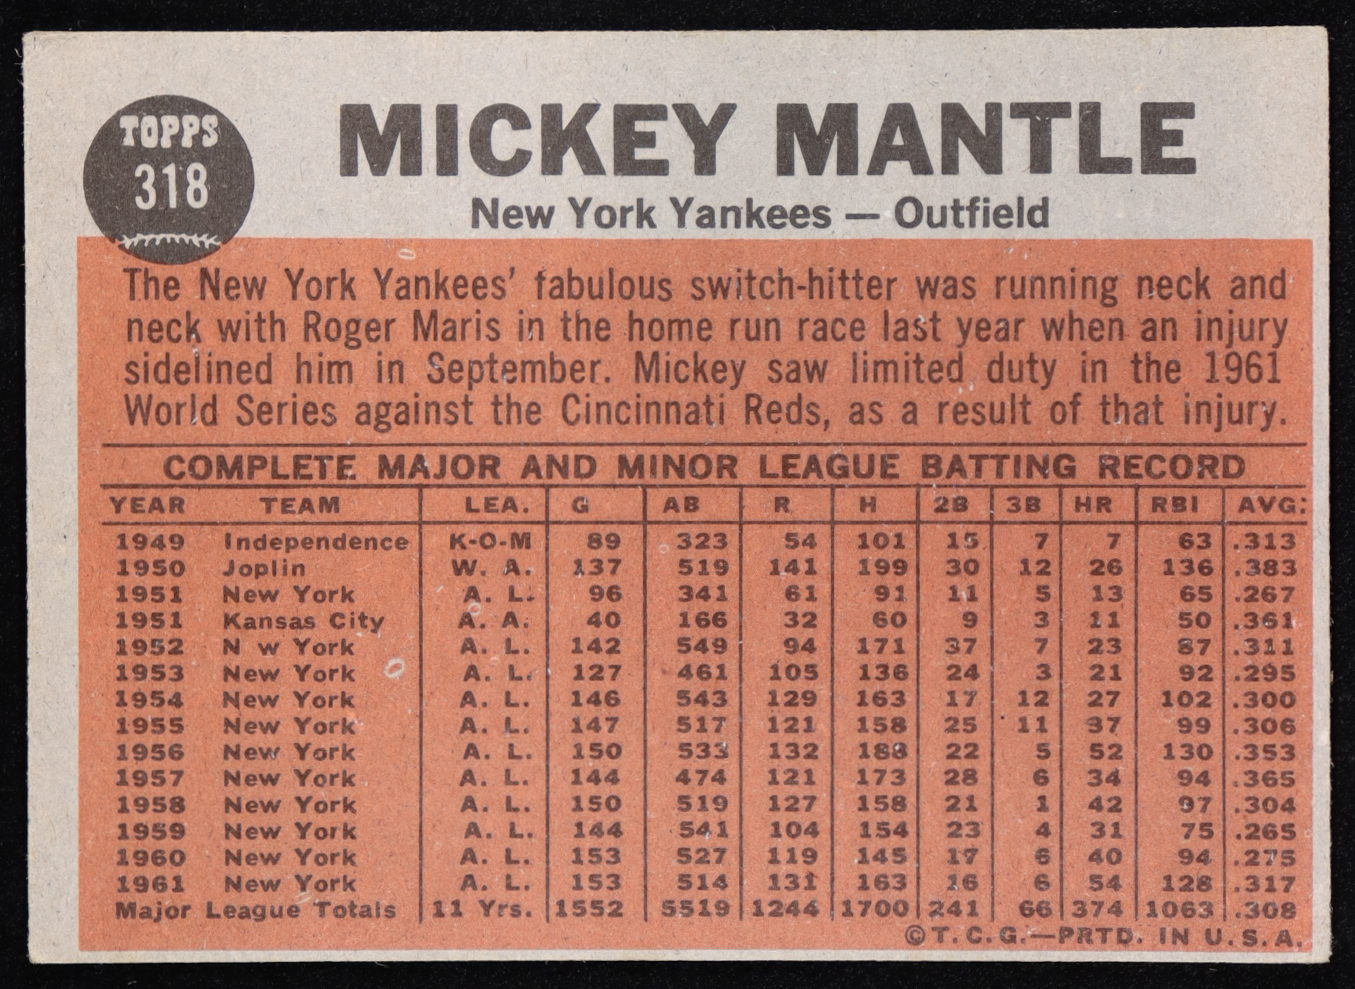 TOPPS
318
MICKEY MANTLE
New York Yankees — Outfield
The New York Yankees' fabulous switch-hitter was running neck and
neck with Roger Maris in the home run race last year when an injury
sidelined him in September. Mickey saw limited duty in the 1961
World Series against the Cincinnati Reds, as a result of that injury.
COMPLETE MAJOR AND MINOR LEAGUE BATTING RECORD
YEAR TEAM LEA. G AB R H 2B 3B HR RBI AVG.
1949 Independence K-O-M 89 323 54 101 15 7 7 63 .313
1950 Joplin W. A. 137 519 141 199 30 12 26 136 .383
1951 New York A. L. 96 341 61 91 11 5 13 65 .267
1951 Kansas City A. A. 40 166 32 60 9 3 11 50 .361
1952 N w York A. L. 142 549 94 171 37 7 23 87 .311
1953 New York A. L. 127 461 105 136 24 3 21 92 .295
1954 New York A. L. 146 543 129 163 17 12 27 102 .300
1955 New York A. L. 147 517 121 158 25 11 37 99 .306
1956 New York A. L. 150 533 132 188 22 5 52 130 .353
1957 New York A. L. 144 474 121 173 28 6 34 94 .365
1958 New York A. L. 150 519 127 158 21 1 42 97 .304
1959 New York A. L. 144 541 104 154 23 4 31 75 .265
1960 New York A. L. 153 527 119 145 17 6 40 94 .275
1961 New York A. L. 153 514 131 163 16 6 54 128 .317
Major League Totals 11 Yrs. 1552 5519 1244 1700 241 66 374 1063 .308
©T.C.G.—PRTD. IN U.S.A.